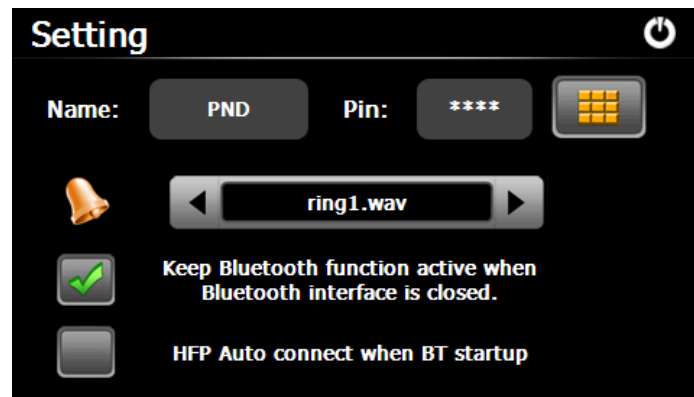 Setting
Name: PND Pin: ****
ring1.wav
Keep Bluetooth function active when
Bluetooth interface is closed.
HFP Auto connect when BT startup